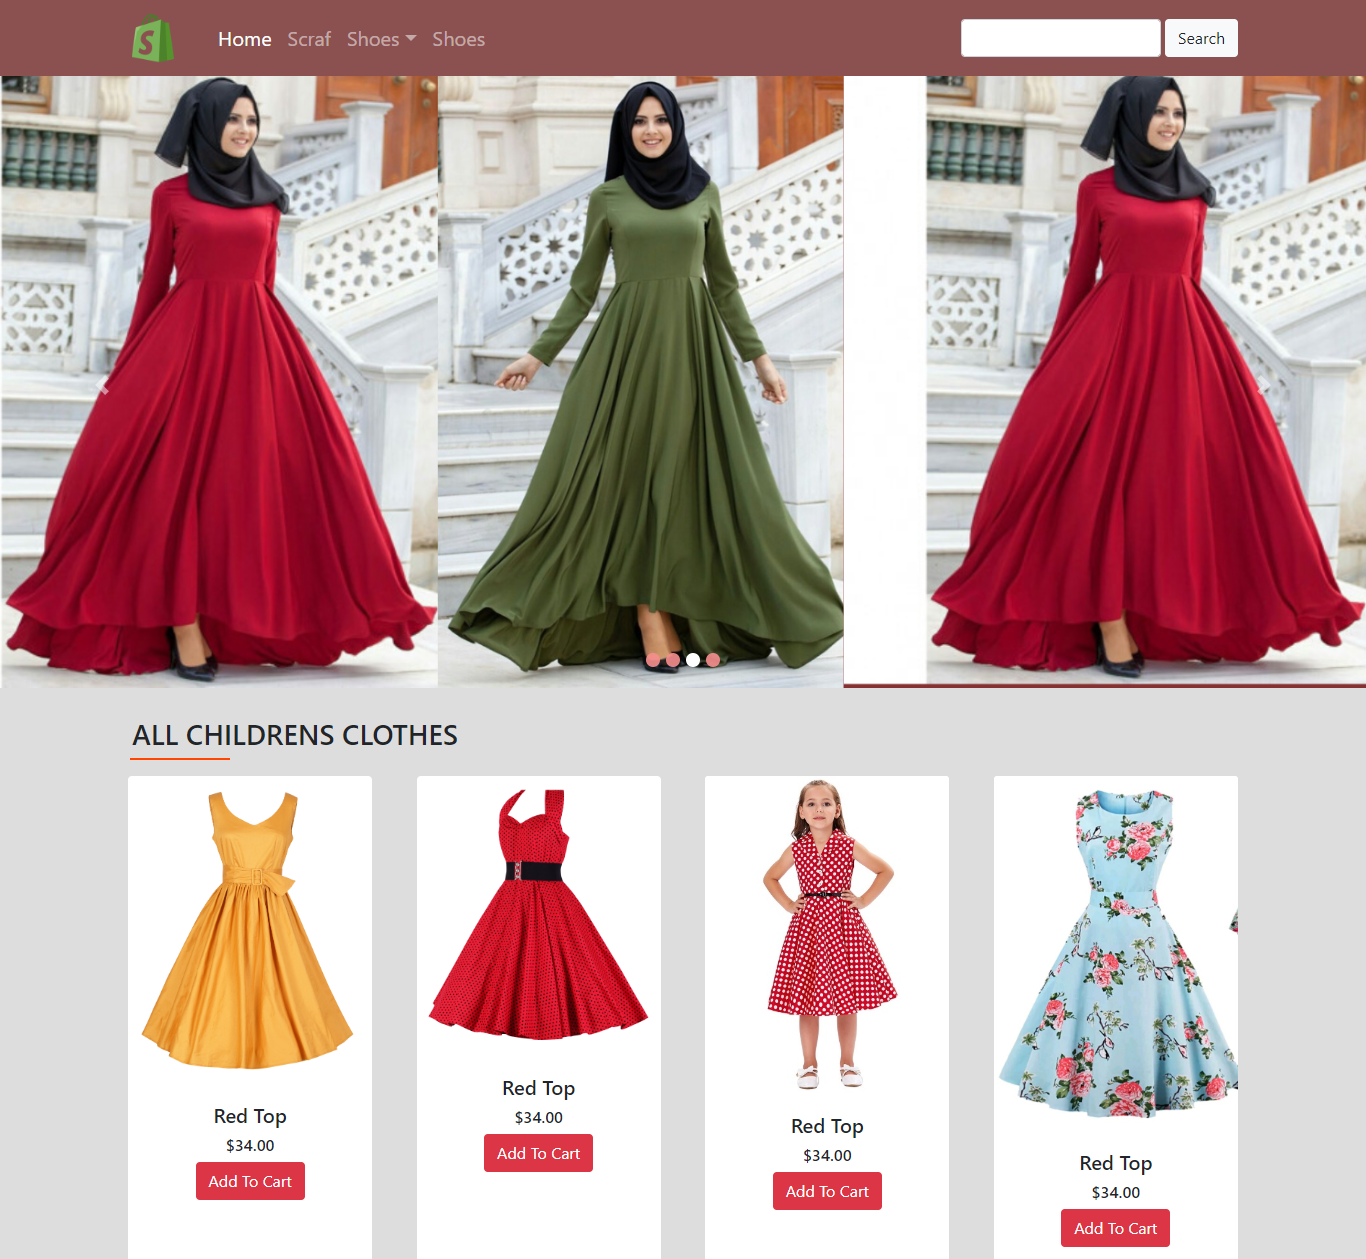 S
Home Scraf Shoes Shoes
Search
ALL CHILDRENS CLOTHES
Red Top
$34.00
Add To Cart
Red Top
$34.00
Add To Cart
Red Top
$34.00
Add To Cart
Red Top
$34.00
Add To Cart